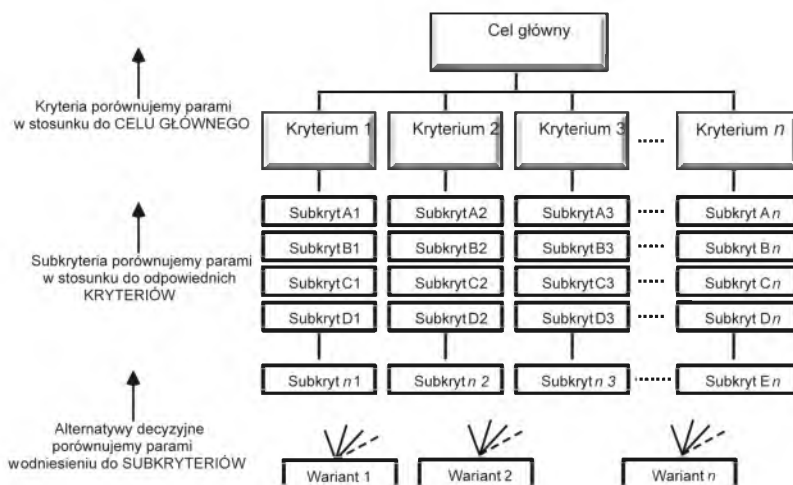 Cel główny
Kryteria porównujemy parami
w stosunku do CELU GŁÓWNEGO
Kryterium 1
Kryterium 2
Kryterium 3
Kryterium n
Subkryteria porównujemy parami
w stosunku do odpowiednich
KRYTERIÓW
Subkryt A1
Subkryt A2
Subkryt A3
Subkryt An
Subkryt B1
Subkryt B2
Subkryt B3
Subkryt Bn
Subkryt C1
Subkryt C2
Subkryt C3
Subkryt Cn
Subkryt D1
Subkryt D2
Subkryt D3
Subkryt Dn
Subkryt n1
Subkryt n 2
Subkryt n 3
Subkryt En
Alternatywy decyzyjne
porównujemy parami
wodniesieniu do SUBKRYTERIÓW
Wariant 1
Wariant 2
Wariant n